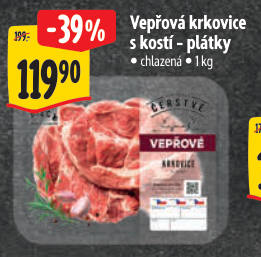 199.-
-39%
119⁹⁰
Vepřová krkovice
s kostí - plátky
• chlazená • 1 kg
ČERSTVÉ
VEPŘOVÉ
KRKOVICE